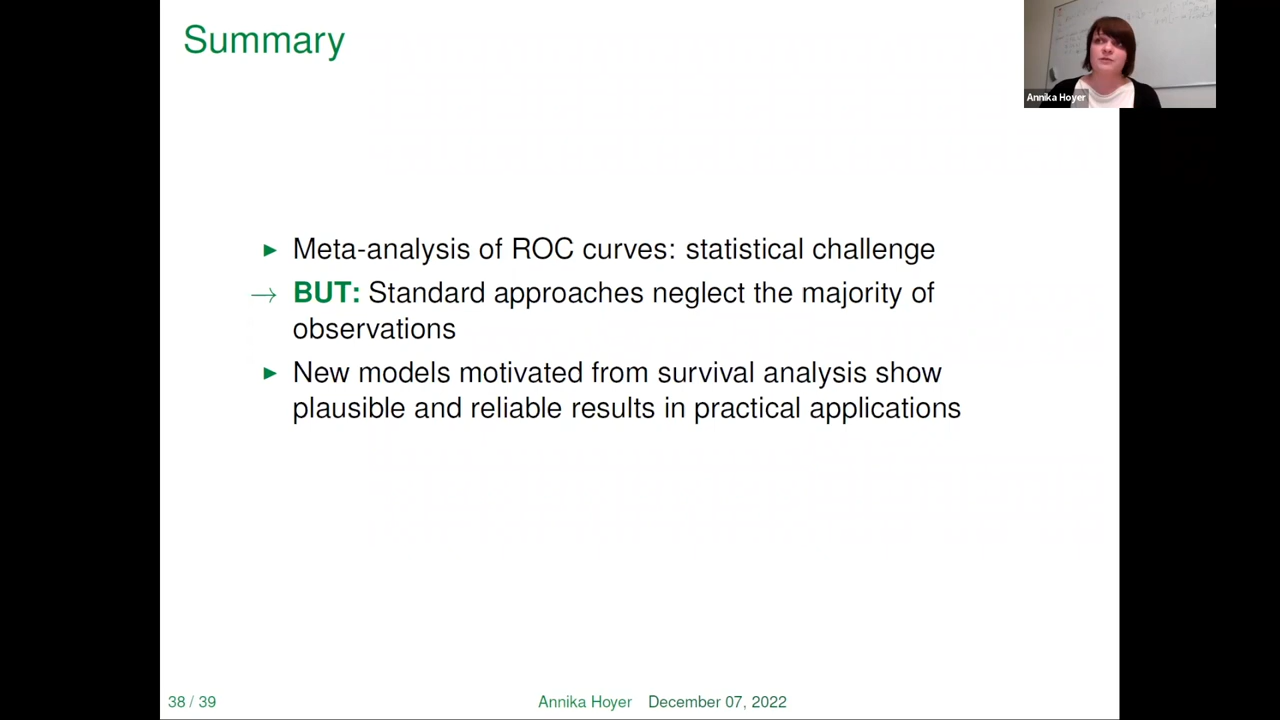 Summary
Annika Hoyer
▶ Meta-analysis of ROC curves: statistical challenge
→ BUT: Standard approaches neglect the majority of
observations
▶ New models motivated from survival analysis show
plausible and reliable results in practical applications
38 / 39
Annika Hoyer December 07, 2022